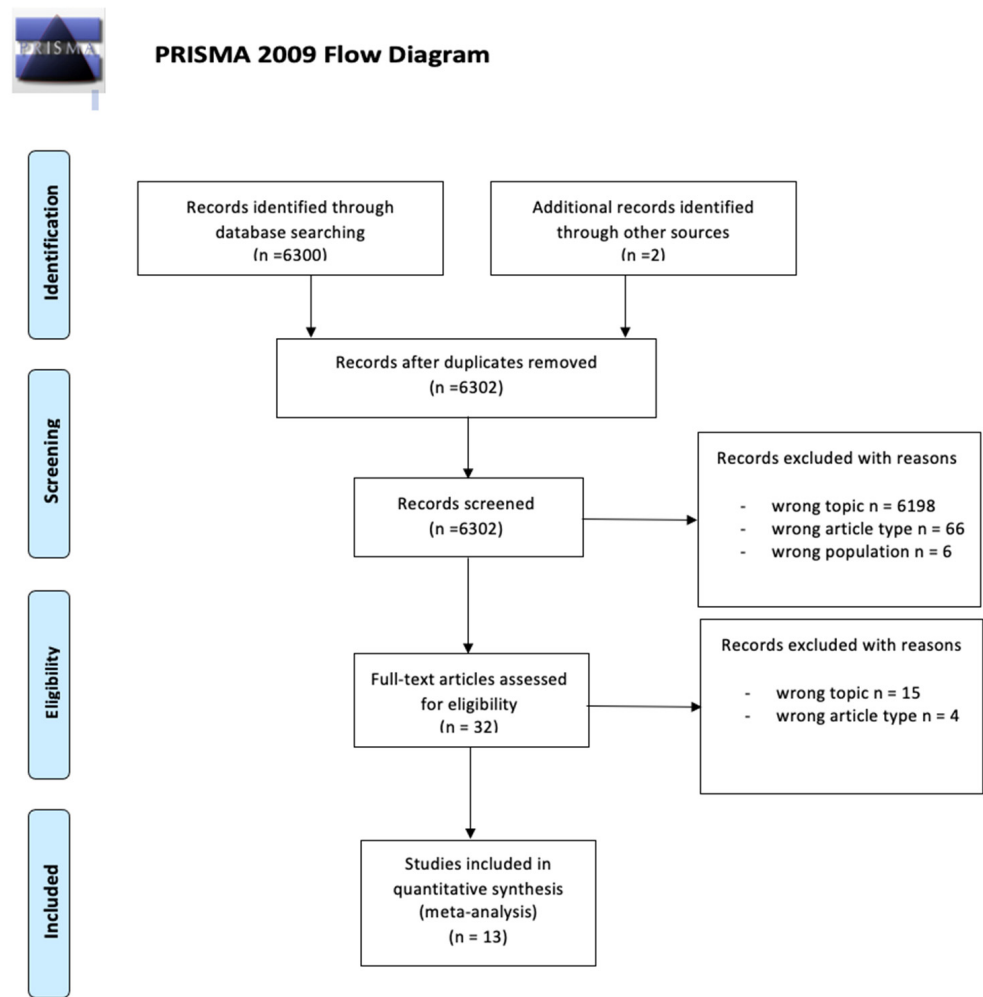 PRISMA
PRISMA 2009 Flow Diagram
Identification
Records identified through
database searching
(n =6300)
Additional records identified
through other sources
(n =2)
Records after duplicates removed
(n =6302)
Screening
Records screened
(n =6302)
Records excluded with reasons
- wrong topic n = 6198
- wrong article type n = 66
- wrong population n = 6
Eligibility
Full-text articles assessed
for eligibility
(n = 32)
Records excluded with reasons
- wrong topic n = 15
- wrong article type n = 4
Included
Studies included in
quantitative synthesis
(meta-analysis)
(n = 13)